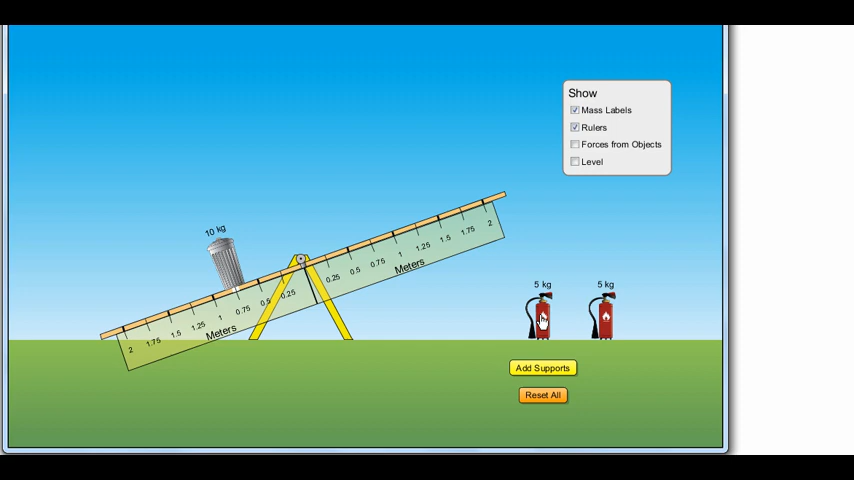 Show
Mass Labels
Rulers
Forces from Objects
Level
10 kg
2 1.75 1.5 1.25 1 0.75 0.5 0.25
Meters
0.25 0.5 0.75 1 1.25 1.5 1.75 2
Meters
5 kg
5 kg
Add Supports
Reset All